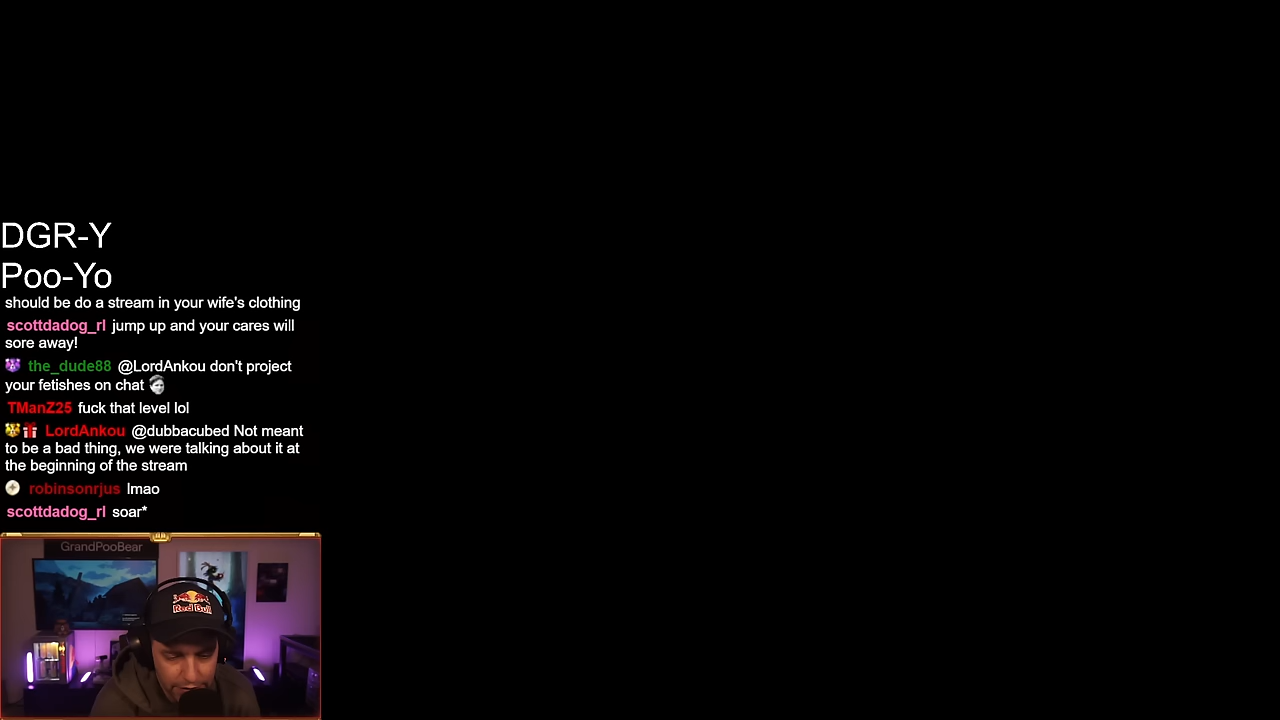 DGR-Y
Poo-Yo
should be do a stream in your wife's clothing
scottdadog_rl jump up and your cares will
sore away!
the_dude88 @LordAnkou don't project
your fetishes on chat
TManZ25 fuck that level lol
LordAnkou @dubbacubed Not meant
to be a bad thing, we were talking about it at
the beginning of the stream
robinsonrjus lmao
scottdadog_rl soar*
GrandPooBear
Red Bull